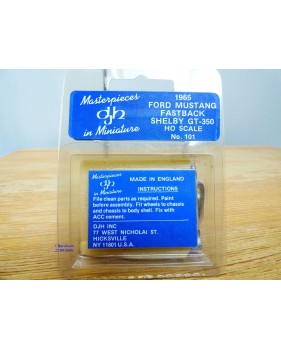 Masterpieces
djh
in Miniature
1965
FORD MUSTANG
FASTBACK
SHELBY GT-350
HO SCALE
No. 101
Masterpieces
djh
in Miniature
MADE IN ENGLAND
INSTRUCTIONS
File clean parts as required. Paint
before assembly. Fit wheels to chassis
and chassis to body shell. Fix with
ACC cement.
DJH INC
77 WEST NICHOLAI ST.
HICKSVILLE
NY 11801 U.S.A.